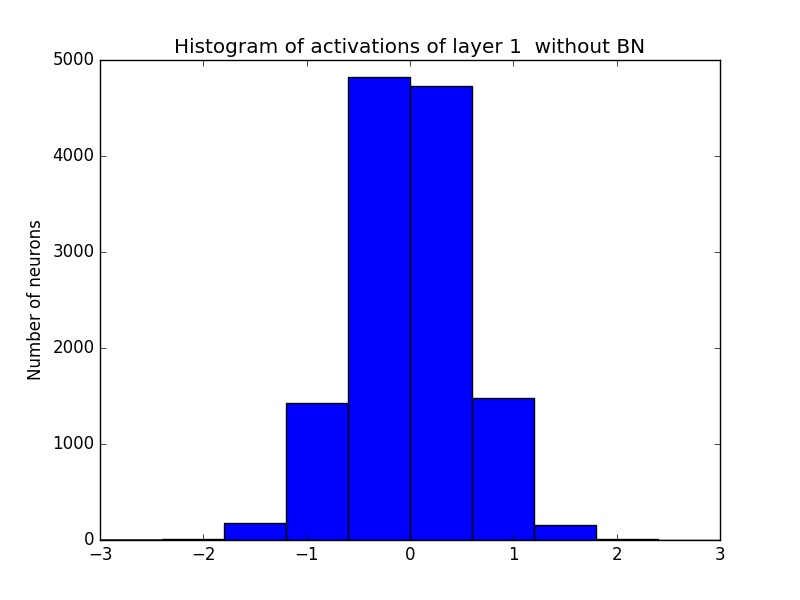 Histogram of activations of layer 1  without BN
5000
4000
3000
2000
1000
0
Number of neurons
−3 −2 −1 0 1 2 3